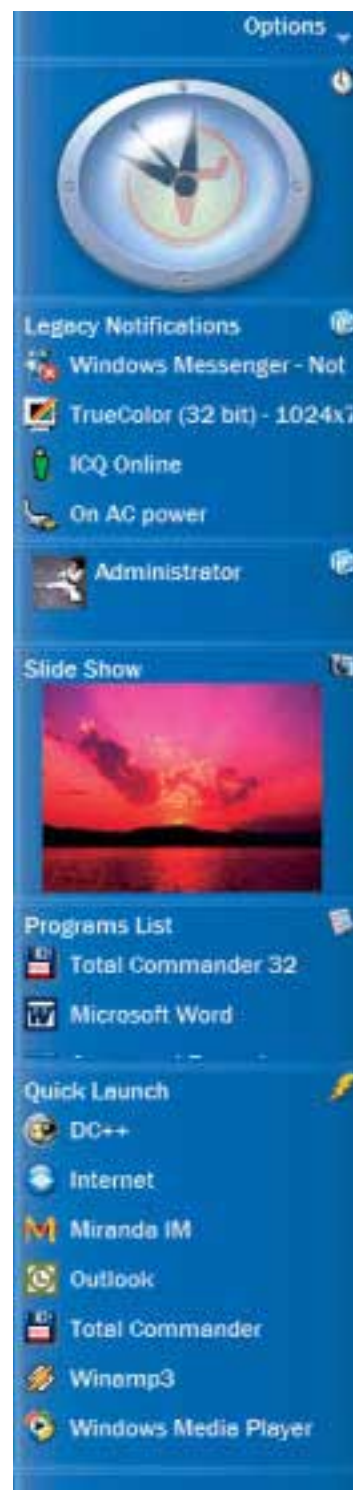 Options
Legacy Notifications
Windows Messenger - Not
TrueColor (32 bit) - 1024x7
ICQ Online
On AC power
Administrator
Slide Show
Programs List
Total Commander 32
Microsoft Word
Quick Launch
DC++
Internet
Miranda IM
Outlook
Total Commander
Winamp3
Windows Media Player